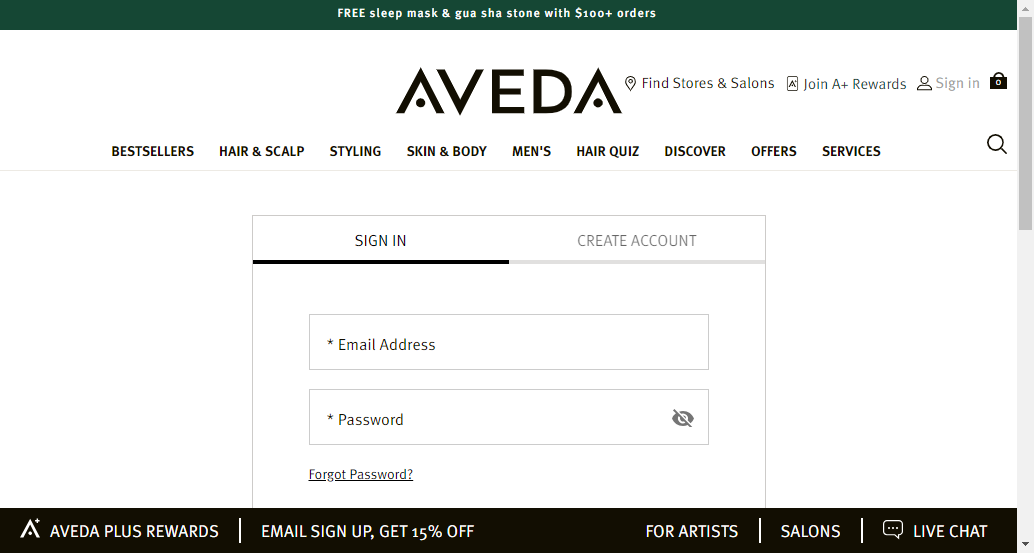 FREE sleep mask & gua sha stone with $100+ orders
AVEDA
Find Stores & Salons
Join A+ Rewards
Sign in
0
BESTSELLERS HAIR & SCALP STYLING SKIN & BODY MEN'S HAIR QUIZ DISCOVER OFFERS SERVICES
SIGN IN
CREATE ACCOUNT
* Email Address
* Password
Forgot Password?
A+ AVEDA PLUS REWARDS
EMAIL SIGN UP, GET 15% OFF
FOR ARTISTS
SALONS
LIVE CHAT